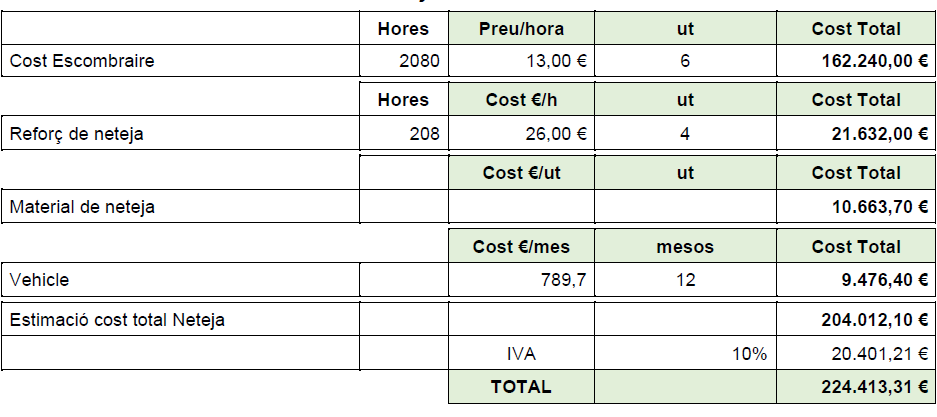 Hores Preu/hora ut Cost Total
Cost Escombraire 2080 13,00 € 6 162.240,00 €
Hores Cost €/h ut Cost Total
Reforç de neteja 208 26,00 € 4 21.632,00 €
Cost €/ut ut Cost Total
Material de neteja 10.663,70 €
Cost €/mes mesos Cost Total
Vehicle 789,7 12 9.476,40 €
Estimació cost total Neteja 204.012,10 €
IVA 10% 20.401,21 €
TOTAL 224.413,31 €